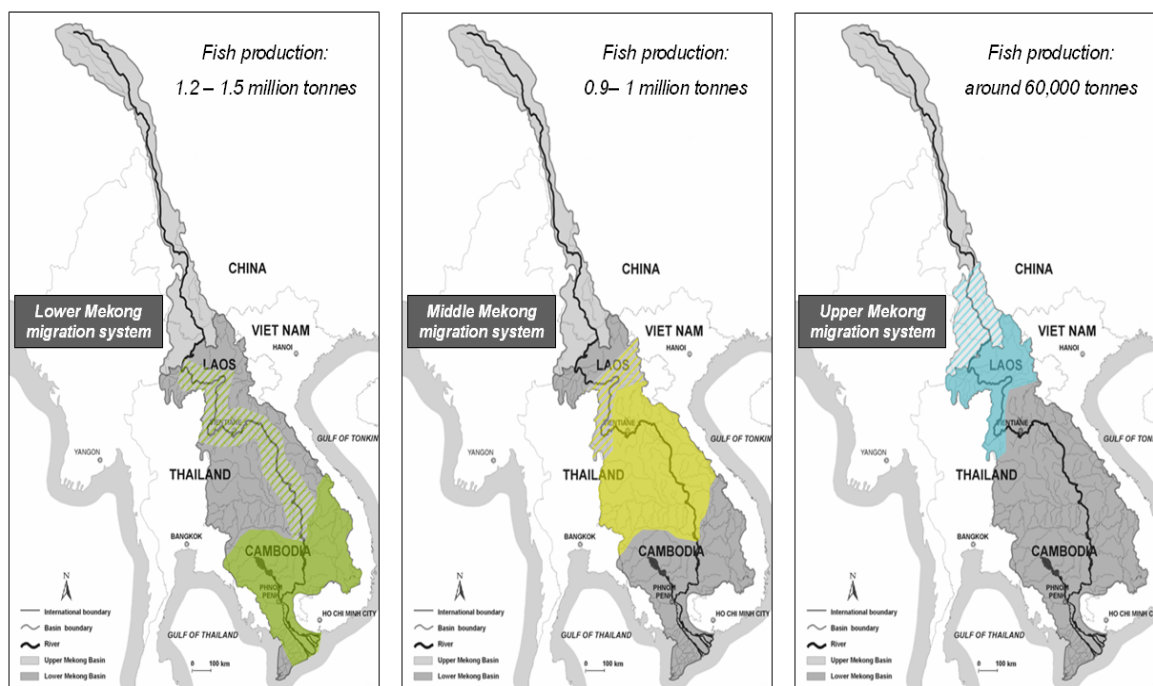 Fish production:
1.2 – 1.5 million tonnes
CHINA
Lower Mekong
migration system
VIET NAM
HANOI
LAOS
VIENTIANE
GULF OF TONKIN
YANGON
THAILAND
BANGKOK
CAMBODIA
PHNOM
PENH
N
HO CHI MINH CITY
International boundary
Basin boundary
River
Upper Mekong Basin
Lower Mekong Basin
GULF OF THAILAND
0 100 km
Fish production:
0.9– 1 million tonnes
CHINA
Middle Mekong
migration system
VIET NAM
HANOI
LAOS
VIENTIANE
GULF OF TONKIN
YANGON
THAILAND
BANGKOK
CAMBODIA
PHNOM
PENH
N
HO CHI MINH CITY
International boundary
Basin boundary
River
Upper Mekong Basin
Lower Mekong Basin
GULF OF THAILAND
0 100 km
Fish production:
around 60,000 tonnes
CHINA
Upper Mekong
migration system
VIET NAM
HANOI
LAOS
VIENTIANE
GULF OF TONKIN
YANGON
THAILAND
BANGKOK
CAMBODIA
PHNOM
PENH
N
HO CHI MINH CITY
International boundary
Basin boundary
River
Upper Mekong Basin
Lower Mekong Basin
GULF OF THAILAND
0 100 km